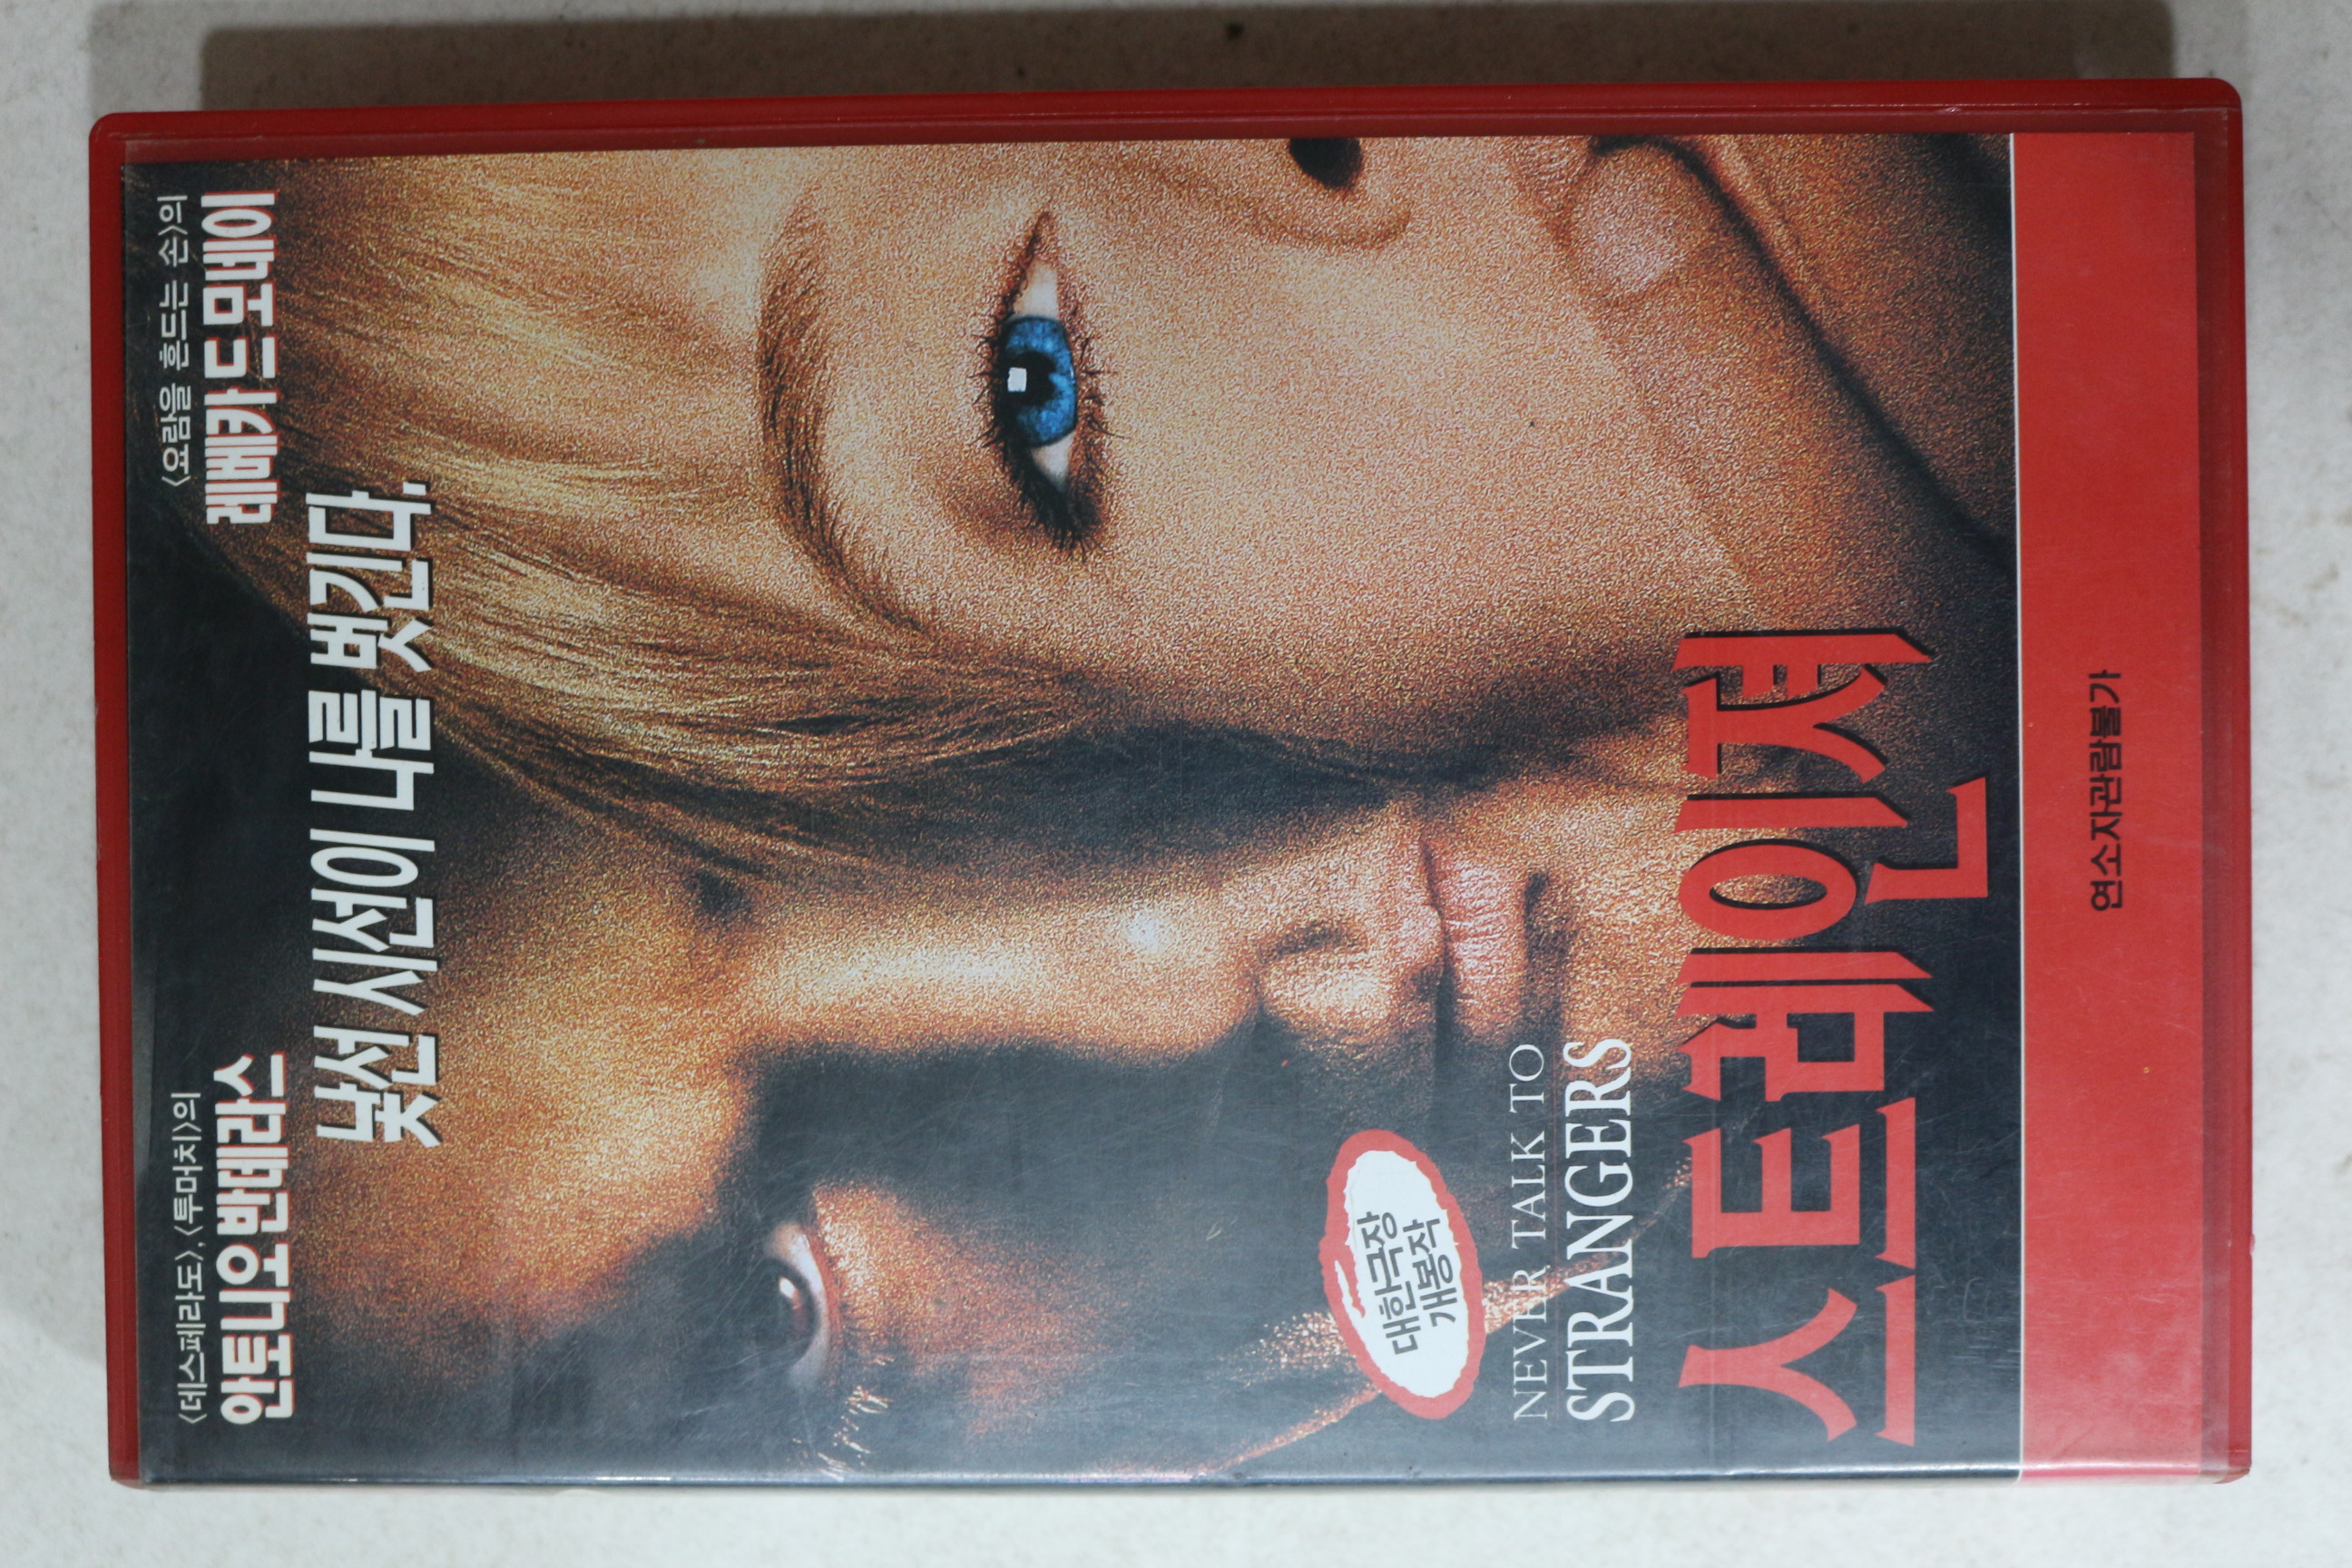 〈데스페라도〉, 〈투머치〉의
안토니오 반데라스
〈요람을 흔드는 손〉의
레베카 드 모네이
낯선 시선이 나를 벗긴다.
대한극장
개봉작
NEVER TALK TO
STRANGERS
스트레인져
연소자관람불가